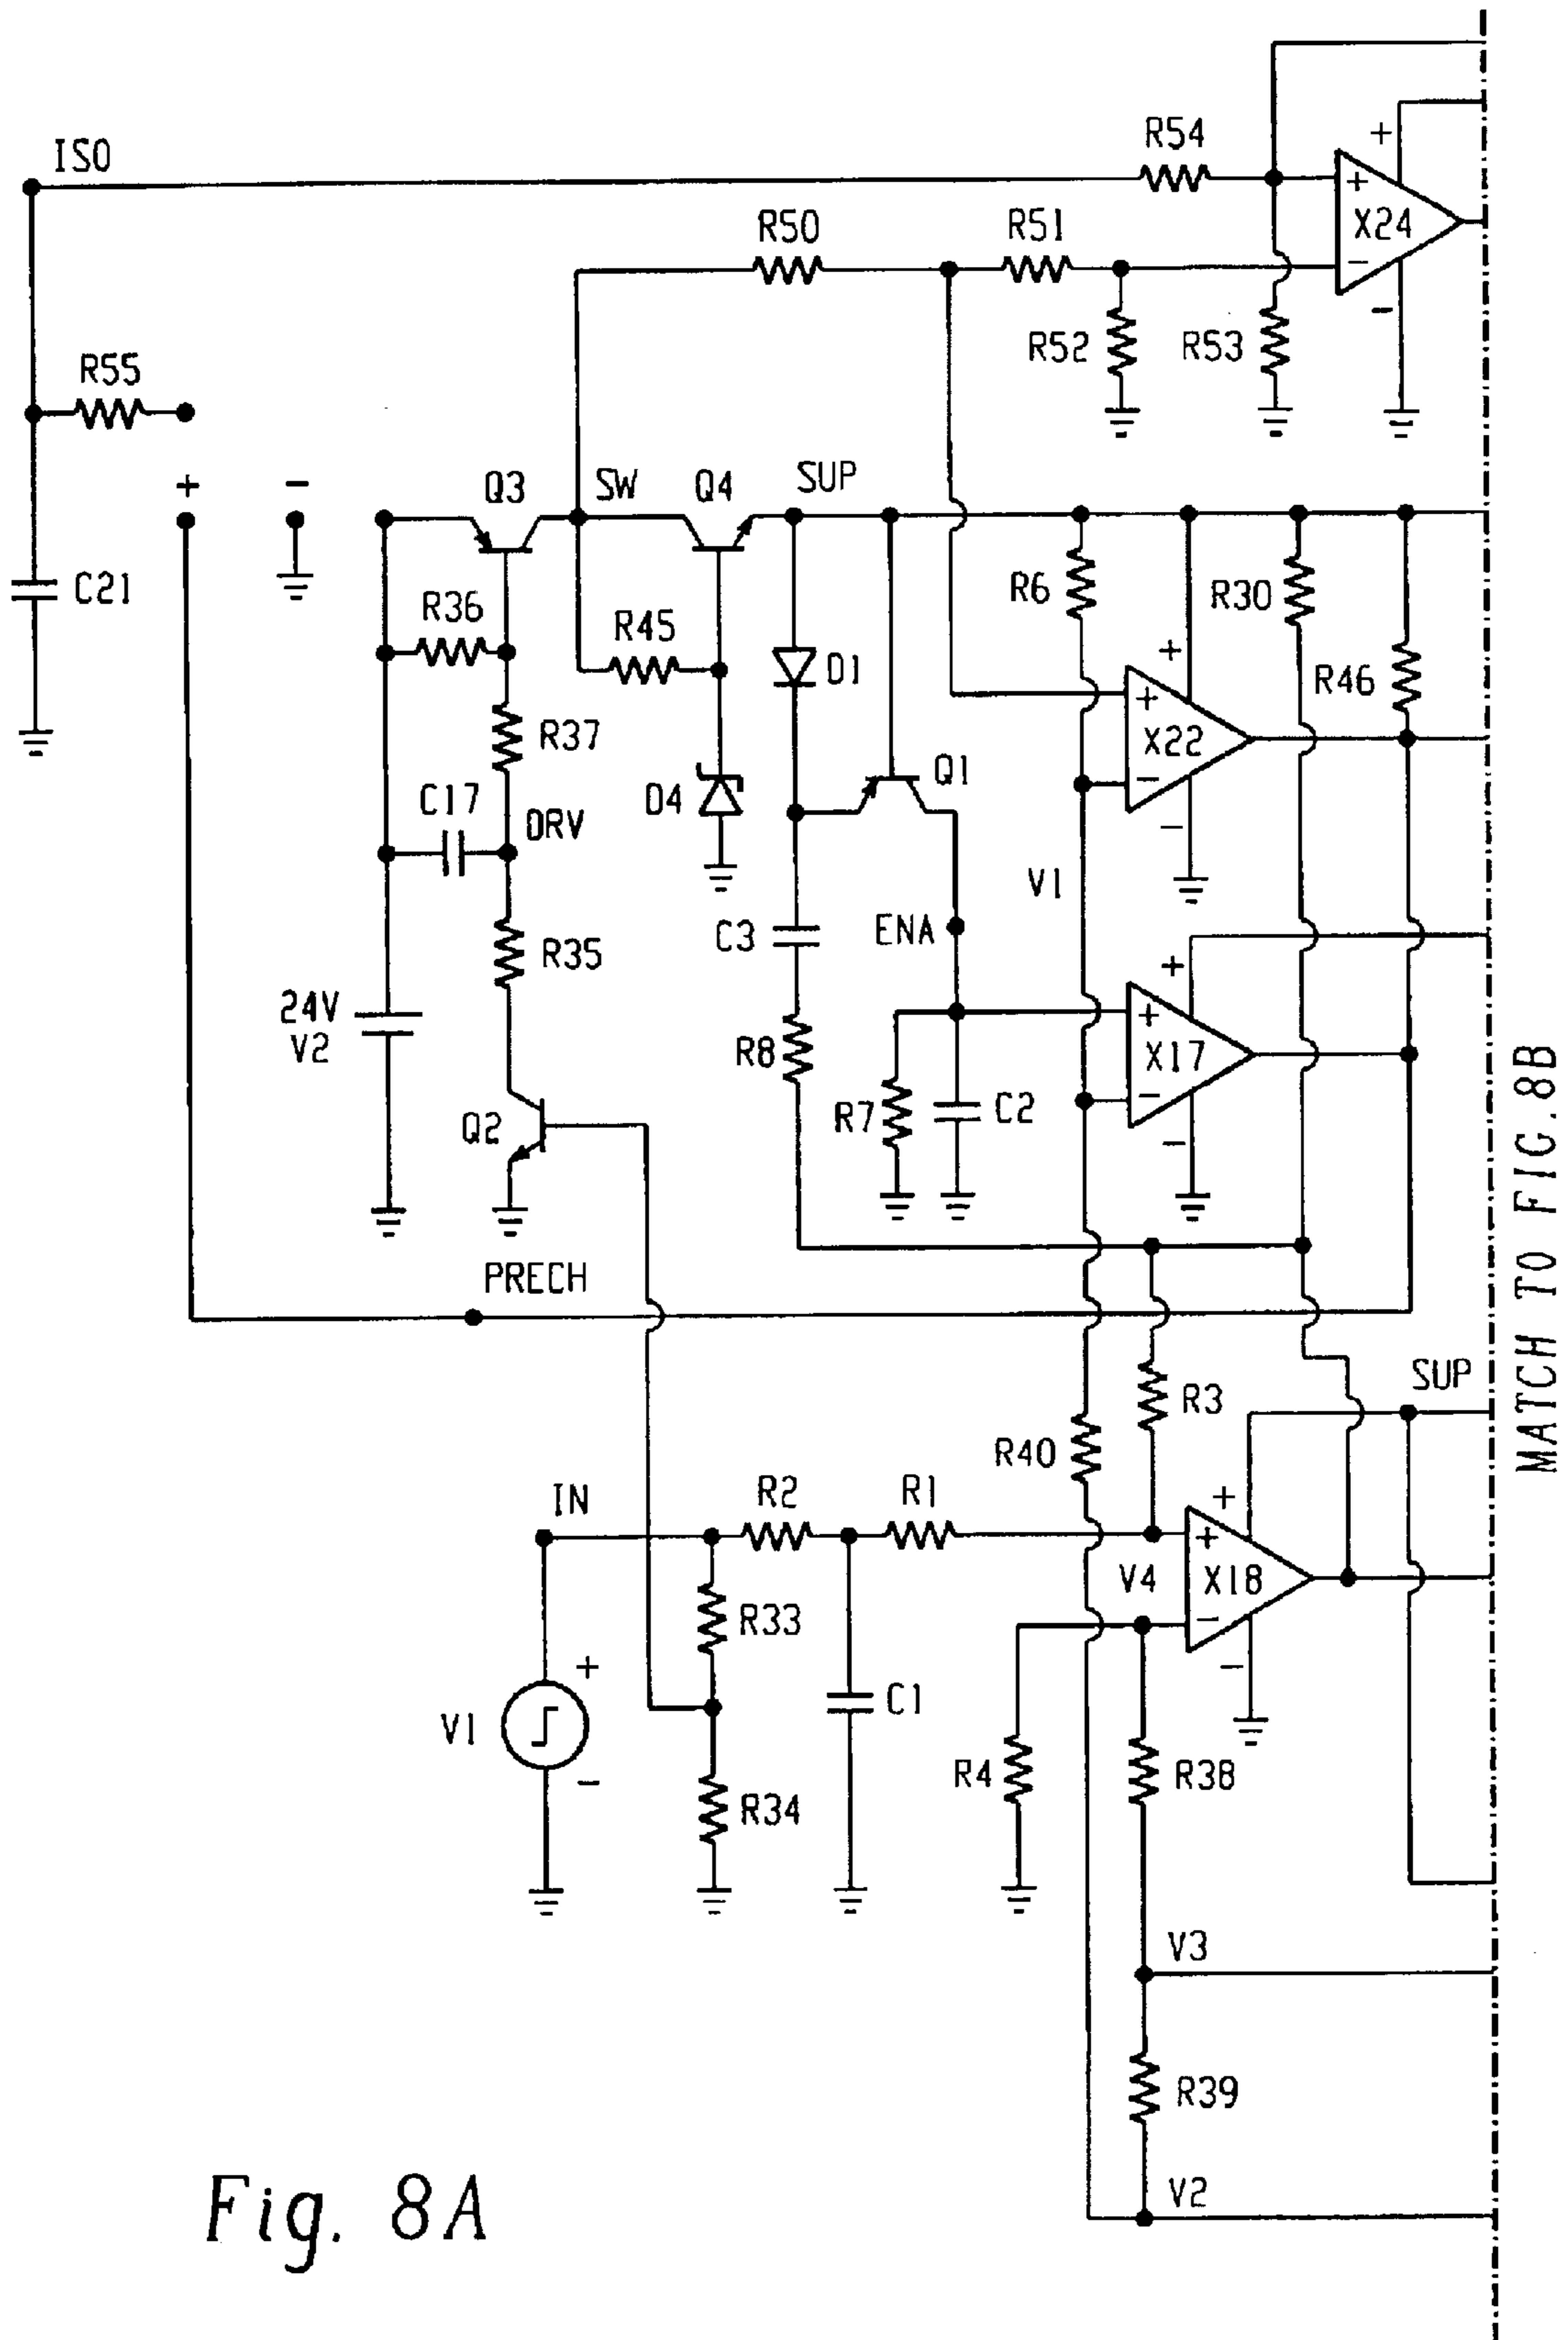 ISO
R54
+
+
X24
−
−
R50
R51
R52
R53
R55
+
−
Q3
SW
Q4
SUP
C21
R36
R45
D1
R6
R30
R46
+
+
X22
−
−
R37
D4
Q1
C17
DRV
V1
C3
ENA
R35
24V
V2
R8
+
+
X17
−
−
R7
C2
Q2
PRECH
MATCH TO FIG.8B
R3
SUP
R40
IN
R2
R1
+
+
V4
X18
−
−
R33
+
V1
−
C1
R4
R38
R34
V3
R39
V2
Fig. 8A